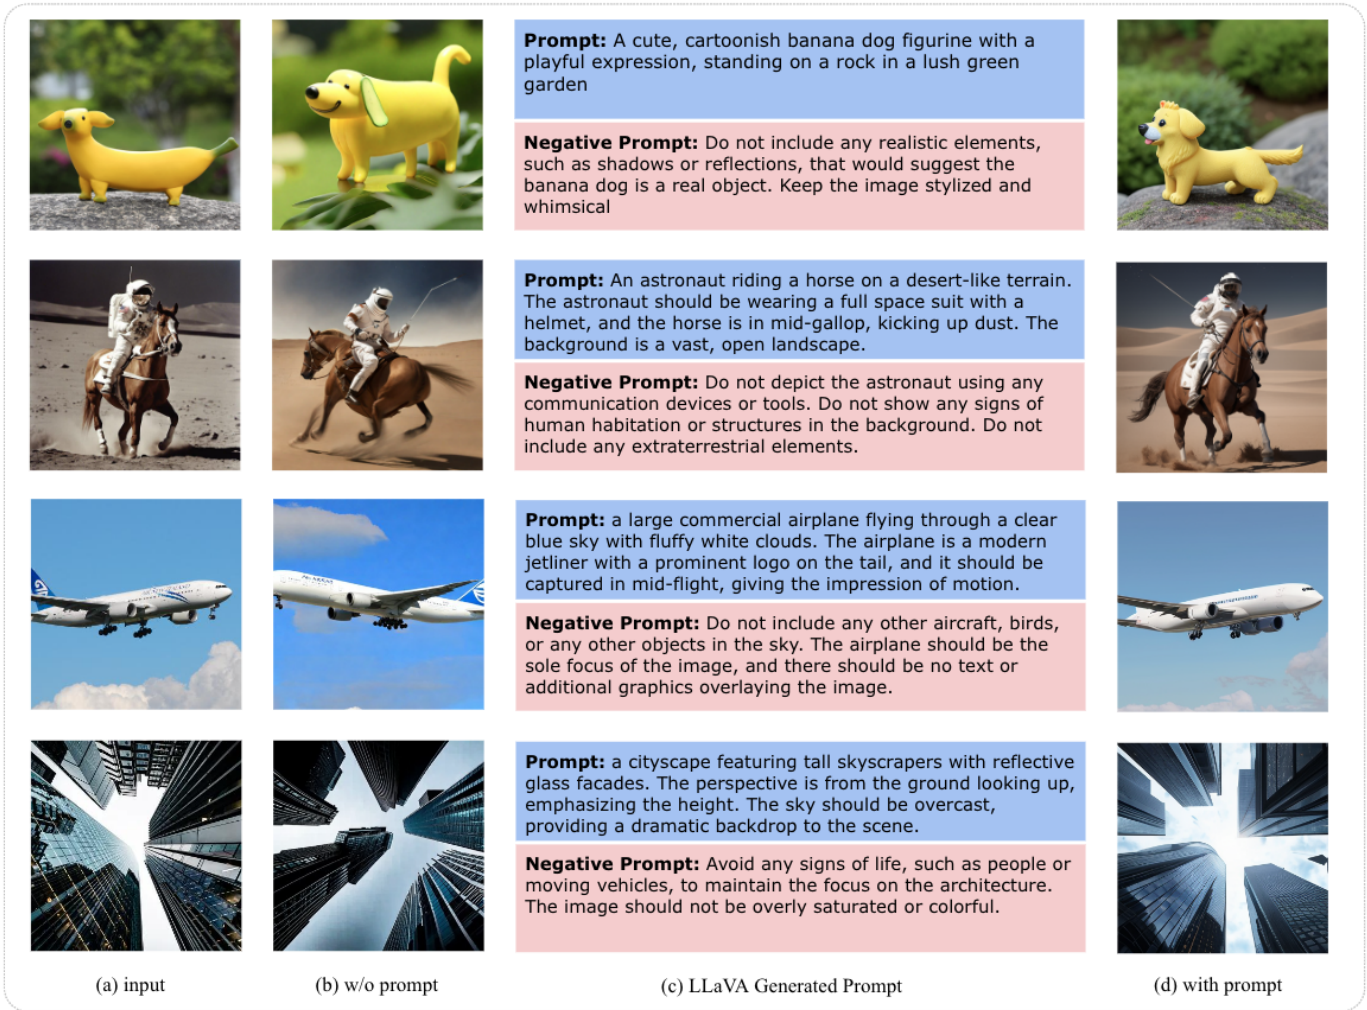 Prompt: A cute, cartoonish banana dog figurine with a
playful expression, standing on a rock in a lush green
garden
Negative Prompt: Do not include any realistic elements,
such as shadows or reflections, that would suggest the
banana dog is a real object. Keep the image stylized and
whimsical
Prompt: An astronaut riding a horse on a desert-like terrain.
The astronaut should be wearing a full space suit with a
helmet, and the horse is in mid-gallop, kicking up dust. The
background is a vast, open landscape.
Negative Prompt: Do not depict the astronaut using any
communication devices or tools. Do not show any signs of
human habitation or structures in the background. Do not
include any extraterrestrial elements.
Prompt: a large commercial airplane flying through a clear
blue sky with fluffy white clouds. The airplane is a modern
jetliner with a prominent logo on the tail, and it should be
captured in mid-flight, giving the impression of motion.
Negative Prompt: Do not include any other aircraft, birds,
or any other objects in the sky. The airplane should be the
sole focus of the image, and there should be no text or
additional graphics overlaying the image.
Prompt: a cityscape featuring tall skyscrapers with reflective
glass facades. The perspective is from the ground looking up,
emphasizing the height. The sky should be overcast,
providing a dramatic backdrop to the scene.
Negative Prompt: Avoid any signs of life, such as people or
moving vehicles, to maintain the focus on the architecture.
The image should not be overly saturated or colorful.
(a) input
(b) w/o prompt
(c) LLaVA Generated Prompt
(d) with prompt